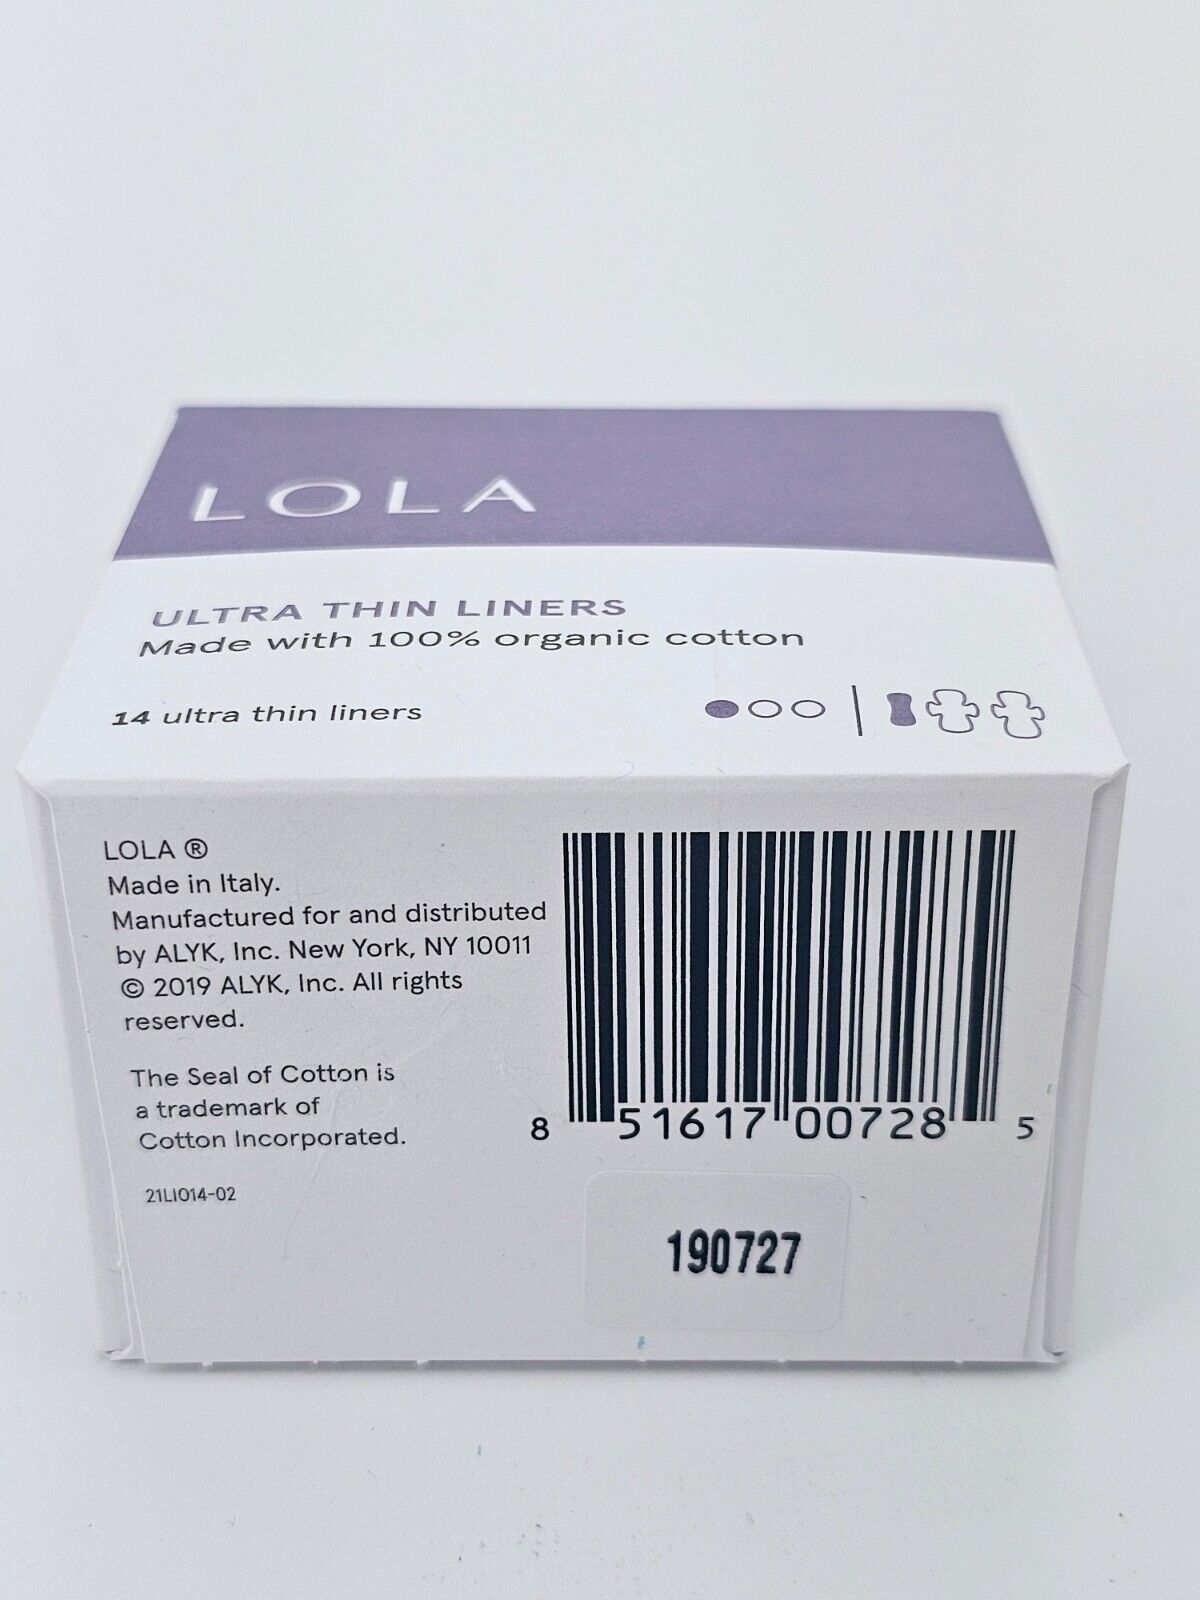 LOLA
ULTRA THIN LINERS
Made with 100% organic cotton
14 ultra thin liners
LOLA ®
Made in Italy.
Manufactured for and distributed
by ALYK, Inc. New York, NY 10011
© 2019 ALYK, Inc. All rights
reserved.
The Seal of Cotton is
a trademark of
Cotton Incorporated.
21LI014-02
8 51617 00728 5
190727